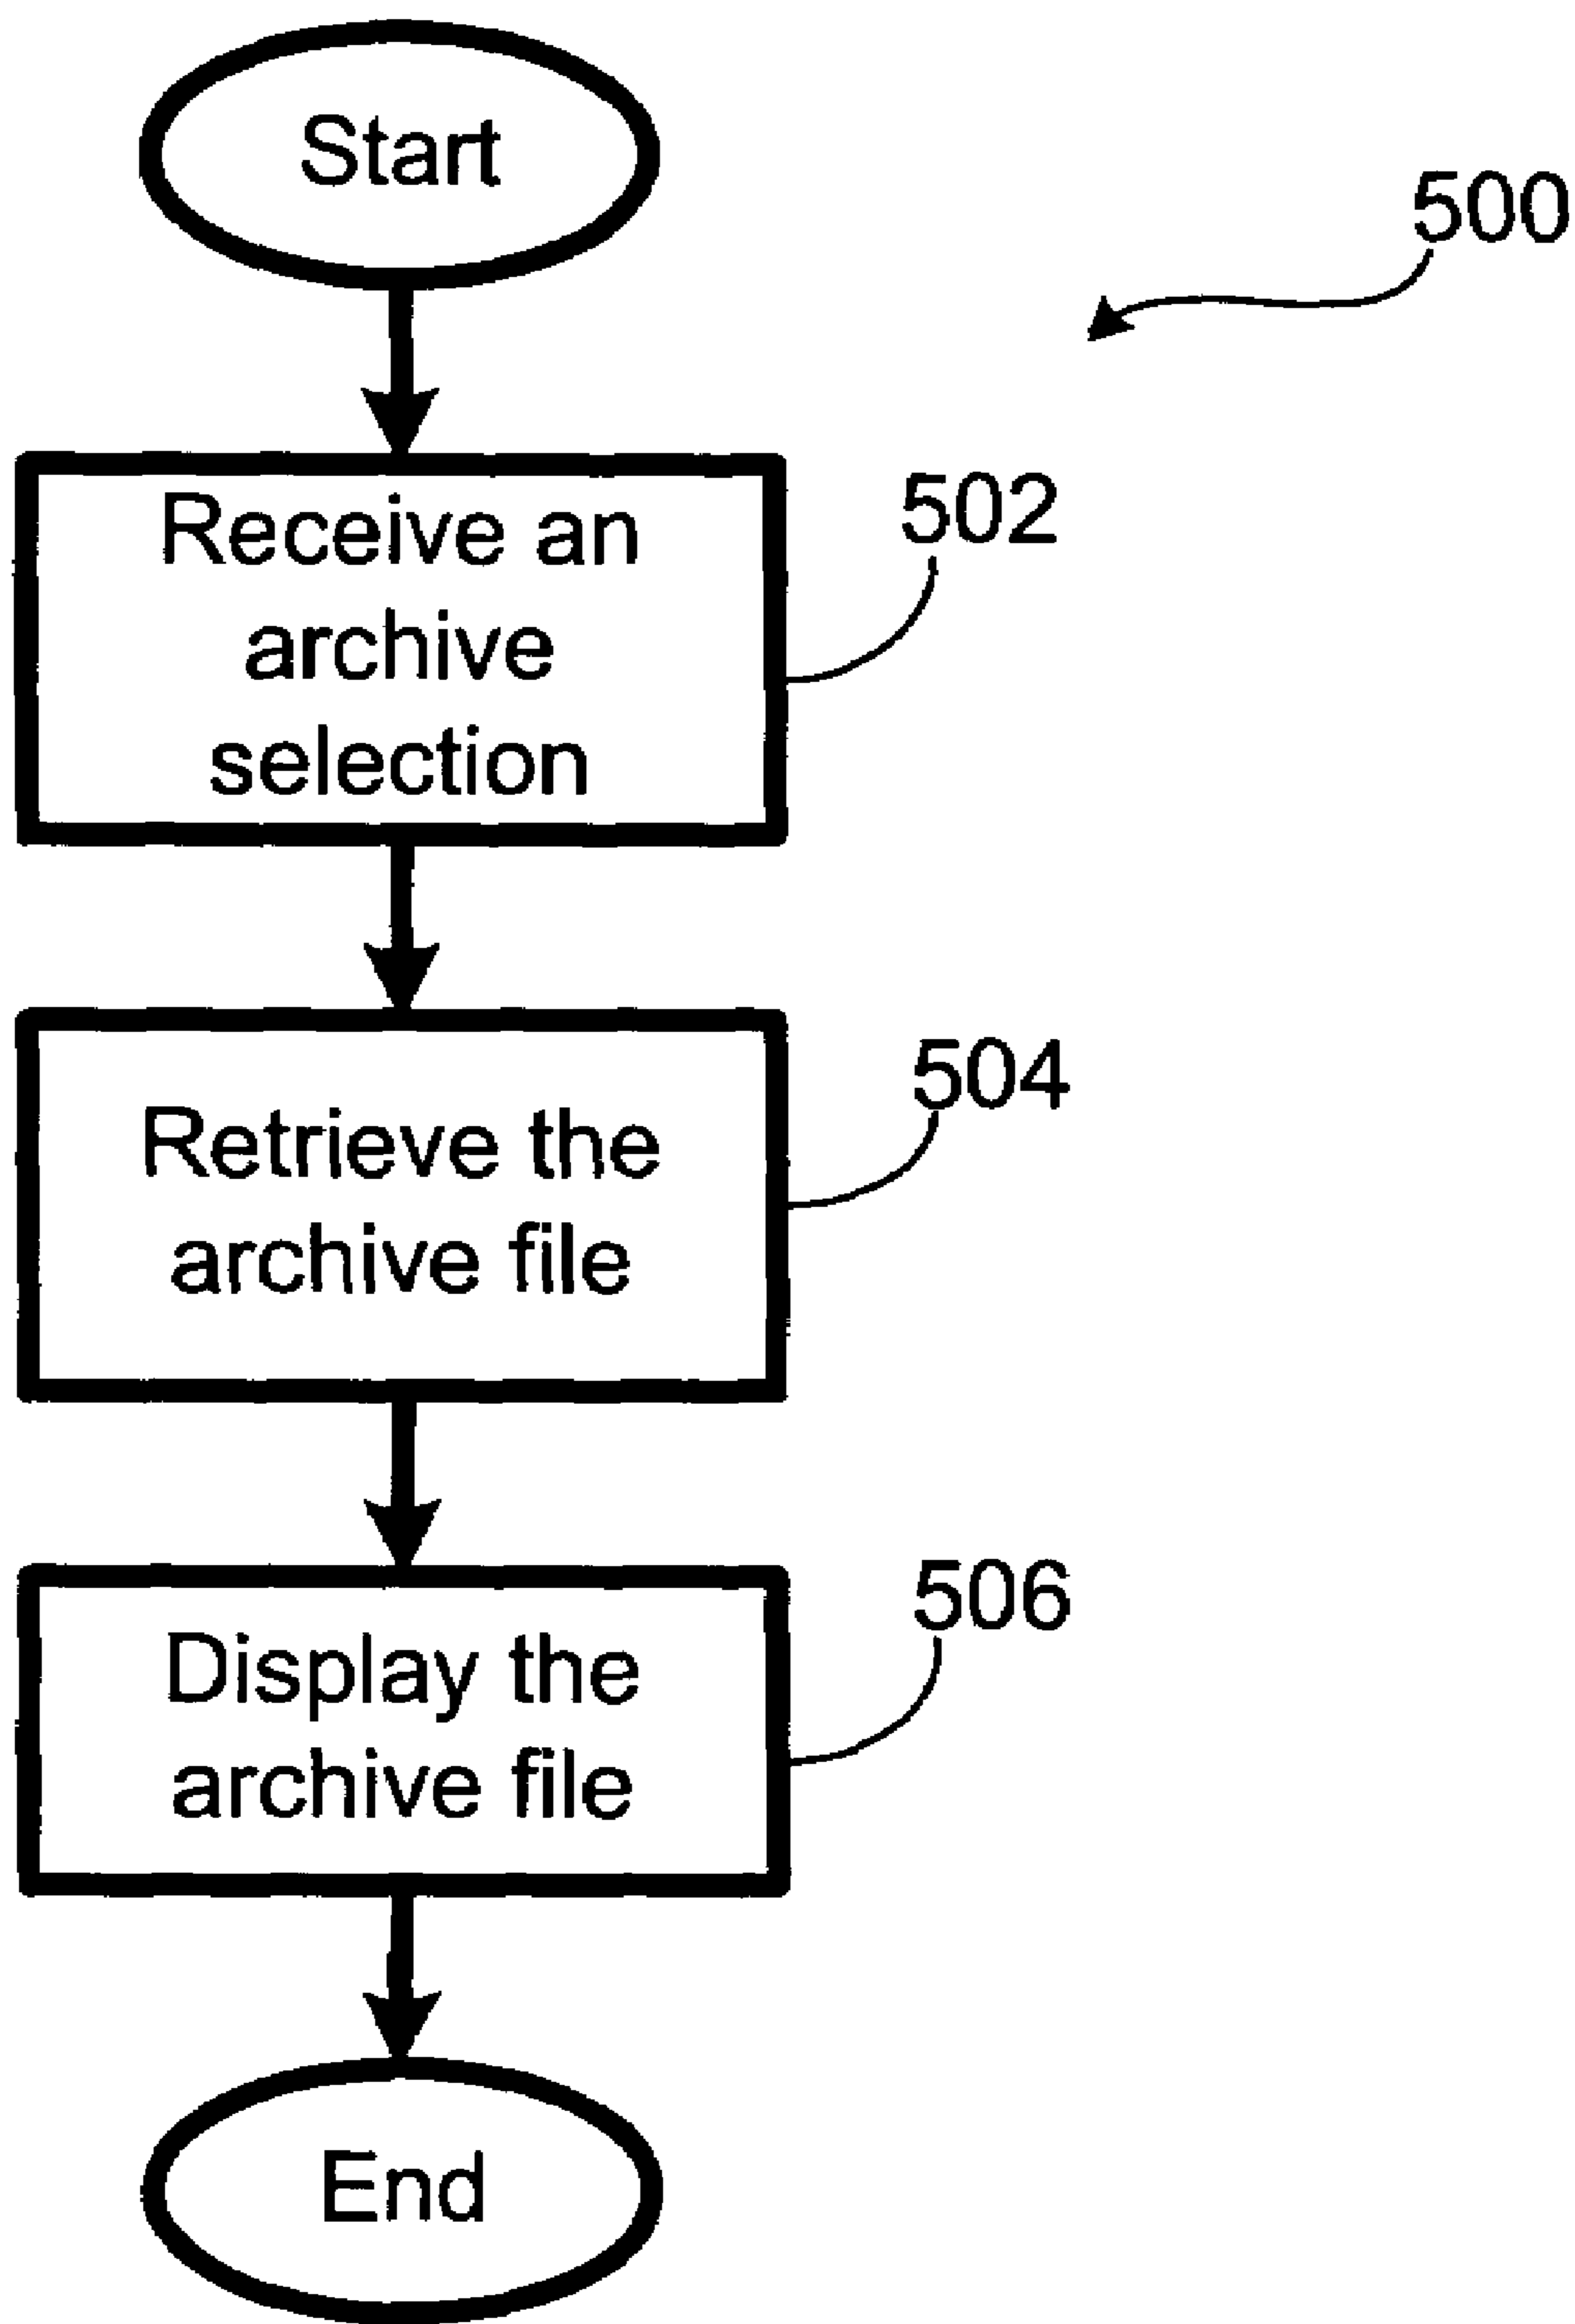 Start
500
Receive an
archive
selection
502
Retrieve the
archive file
504
Display the
archive file
506
End